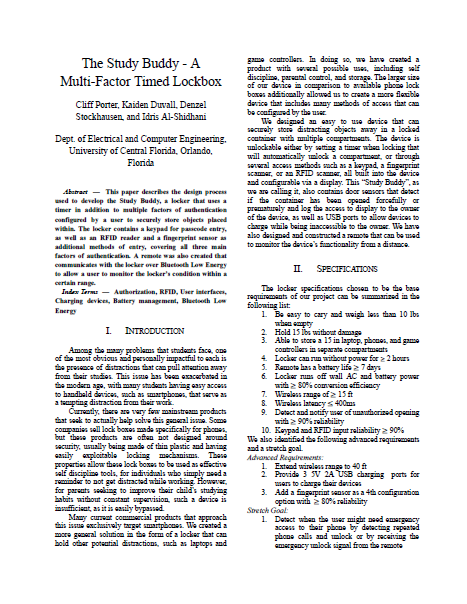 The Study Buddy - A
Multi-Factor Timed Lockbox
Cliff Porter, Kaiden Duvall, Denzel
Stockhausen, and Idris Al-Shidhani
Dept. of Electrical and Computer Engineering,
University of Central Florida, Orlando,
Florida
Abstract — This paper describes the design process
used to develop the Study Buddy, a locker that uses a
timer in addition to multiple factors of authentication
configured by a user to securely store objects placed
within. The locker contains a keypad for passcode entry,
as well as an RFID reader and a fingerprint sensor as
additional methods of entry, covering all three main
factors of authentication. A remote was also created that
communicates with the locker over Bluetooth Low Energy
to allow a user to monitor the locker's condition within a
certain range.
Index Terms — Authorization, RFID, User interfaces,
Charging devices, Battery management, Bluetooth Low
Energy
I. INTRODUCTION
Among the many problems that students face, one
of the most obvious and personally impactful to each is
the presence of distractions that can pull attention away
from their studies. This issue has been exacerbated in
the modern age, with many students having easy access
to handheld devices, such as smartphones, that serve as
a tempting distraction from their work.
Currently, there are very few mainstream products
that seek to actually help solve this general issue. Some
companies sell lock boxes made specifically for phones,
but these products are often not designed around
security, usually being made of thin plastic and having
easily exploitable locking mechanisms. These
properties allow these lock boxes to be used as effective
self discipline tools, for individuals who simply need a
reminder to not get distracted while working. However,
for parents seeking to improve their child's studying
habits without constant supervision, such a device is
insufficient, as it is easily bypassed.
Many current commercial products that approach
this issue exclusively target smartphones. We created a
more general solution in the form of a locker that can
hold other potential distractions, such as laptops and
game controllers. In doing so, we have created a
product with several possible uses, including self
discipline, parental control, and storage. The larger size
of our device in comparison to available phone lock
boxes additionally allowed us to create a more flexible
device that includes many methods of access that can
be configured by the user.
We designed an easy to use device that can
securely store distracting objects away in a locked
container with multiple compartments. The device is
unlockable either by setting a timer when locking that
will automatically unlock a compartment, or through
several access methods such as a keypad, a fingerprint
scanner, or an RFID scanner, all built into the device
and configurable via a display. This "Study Buddy", as
we are calling it, also contains door sensors that detect
if the container has been opened forcefully or
prematurely and log the access to display to the owner
of the device, as well as USB ports to allow devices to
charge while being inaccessible to the owner. We have
also designed and constructed a remote that can be used
to monitor the device's functionality from a distance.
II. SPECIFICATIONS
The locker specifications chosen to be the base
requirements of our project can be summarized in the
following list:
1. Be easy to cary and weigh less than 10 lbs
when empty
2. Hold 15 lbs without damage
3. Able to store a 15 in laptop, phones, and game
controllers in separate compartments
4. Locker can run without power for ≥ 2 hours
5. Remote has a battery life ≥ 7 days
6. Locker runs off wall AC and battery power
with ≥ 80% conversion efficiency
7. Wireless range of ≥ 15 ft
8. Wireless latency ≤ 400ms
9. Detect and notify user of unauthorized opening
with ≥ 90% reliability
10. Keypad and RFID input reliability ≥ 90%
We also identified the following advanced requirements
and a stretch goal.
Advanced Requirements:
1. Extend wireless range to 40 ft
2. Provide 3 5V 2A USB charging ports for
users to charge their devices
3. Add a fingerprint sensor as a 4th configuration
option with ≥ 80% reliability
Stretch Goal:
1. Detect when the user might need emergency
access to their phone by detecting repeated
phone calls and unlock or by receiving the
emergency unlock signal from the remote